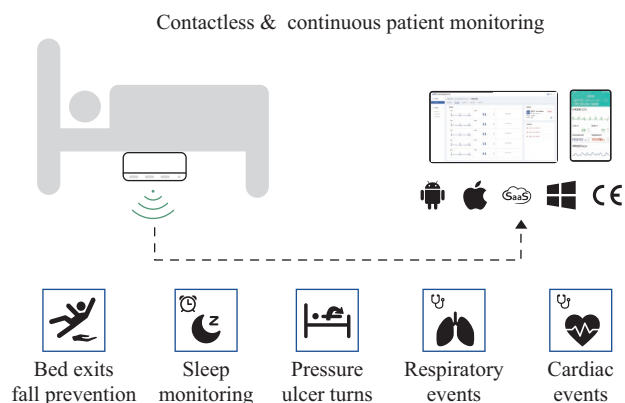 Contactless & continuous patient monitoring
SaaS
CE
Z
Bed exits
fall prevention
Sleep
monitoring
Pressure
ulcer turns
Respiratory
events
Cardiac
events